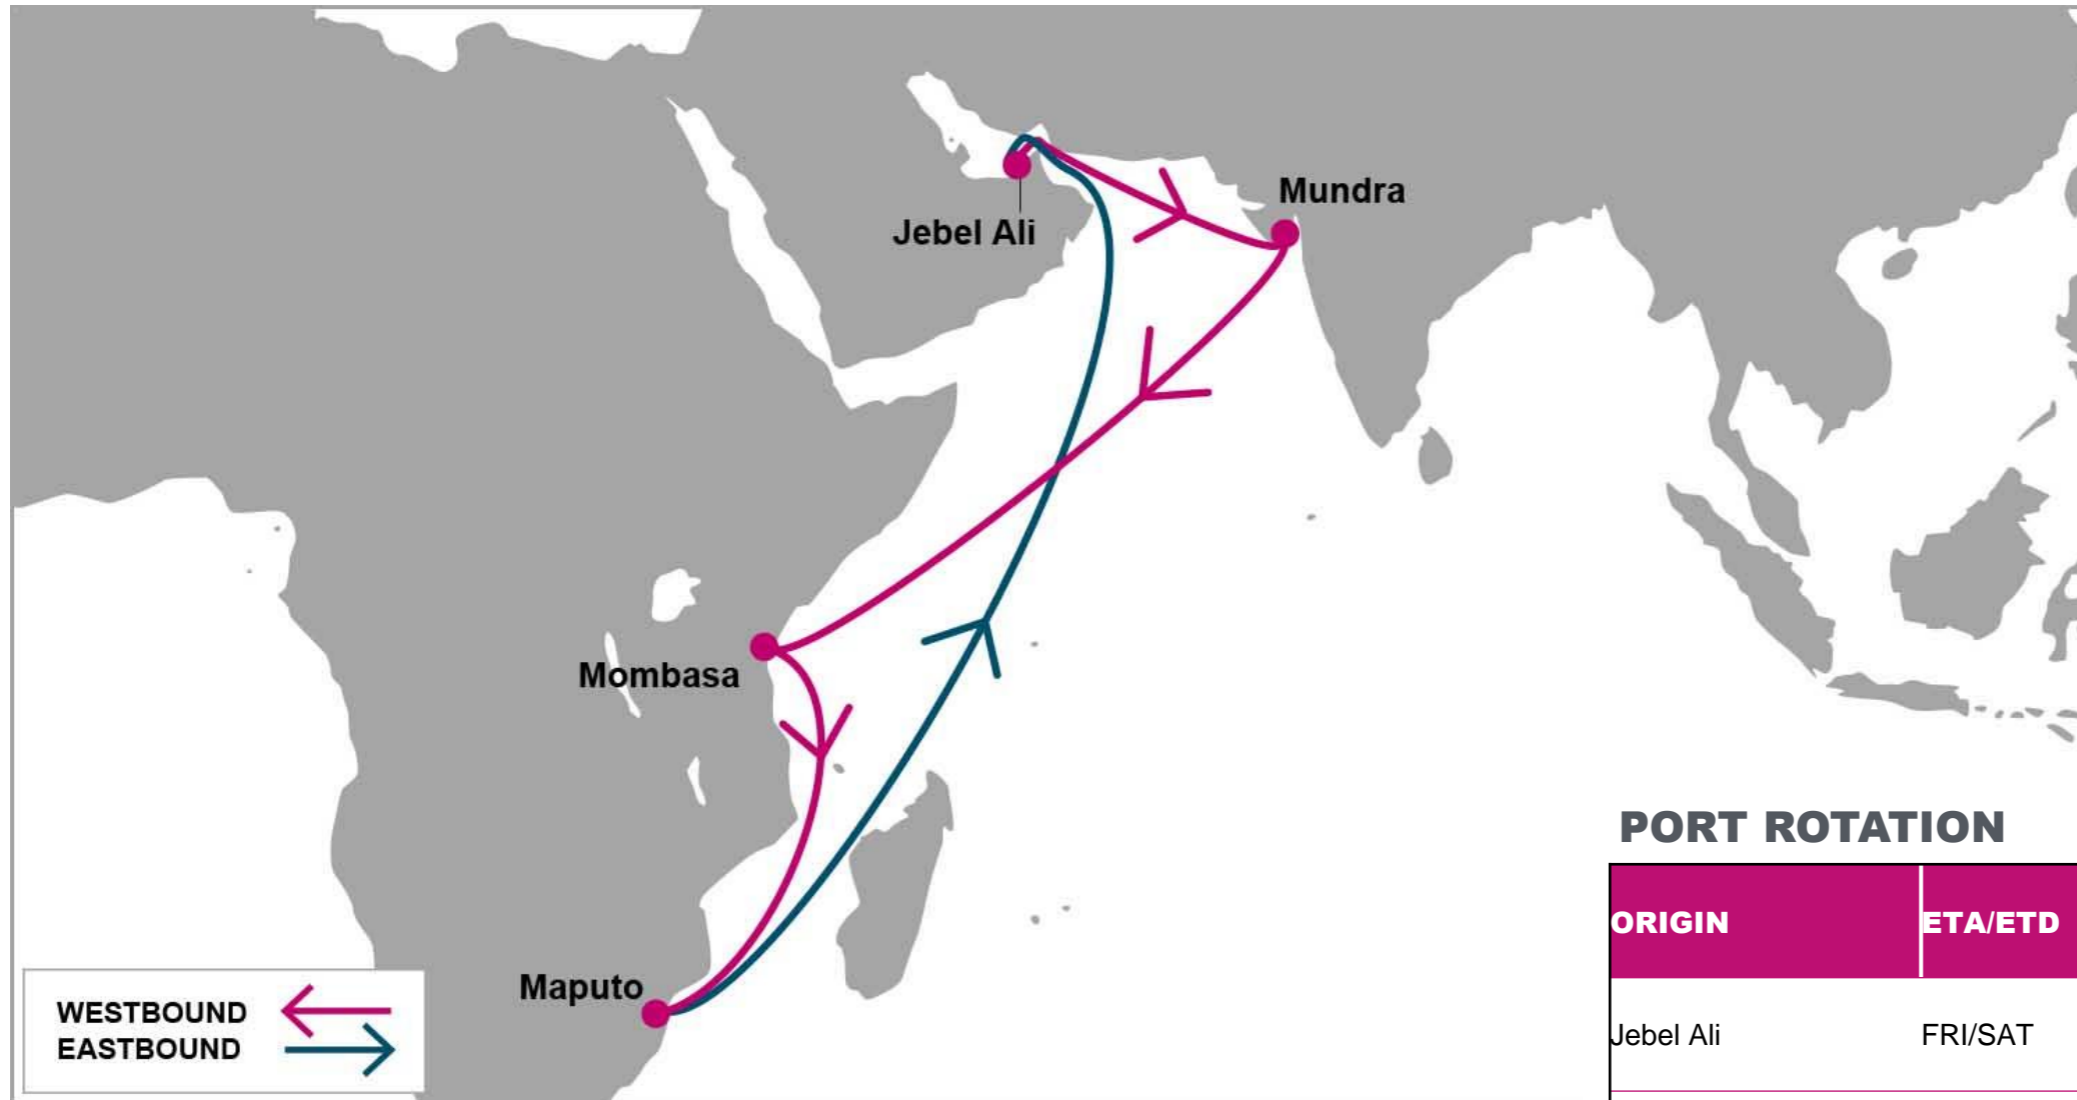 Mundra
Jebel Ali
Mombasa
Maputo
WESTBOUND
EASTBOUND
PORT ROTATION
ORIGIN ETA/ETD
Jebel Ali FRI/SAT